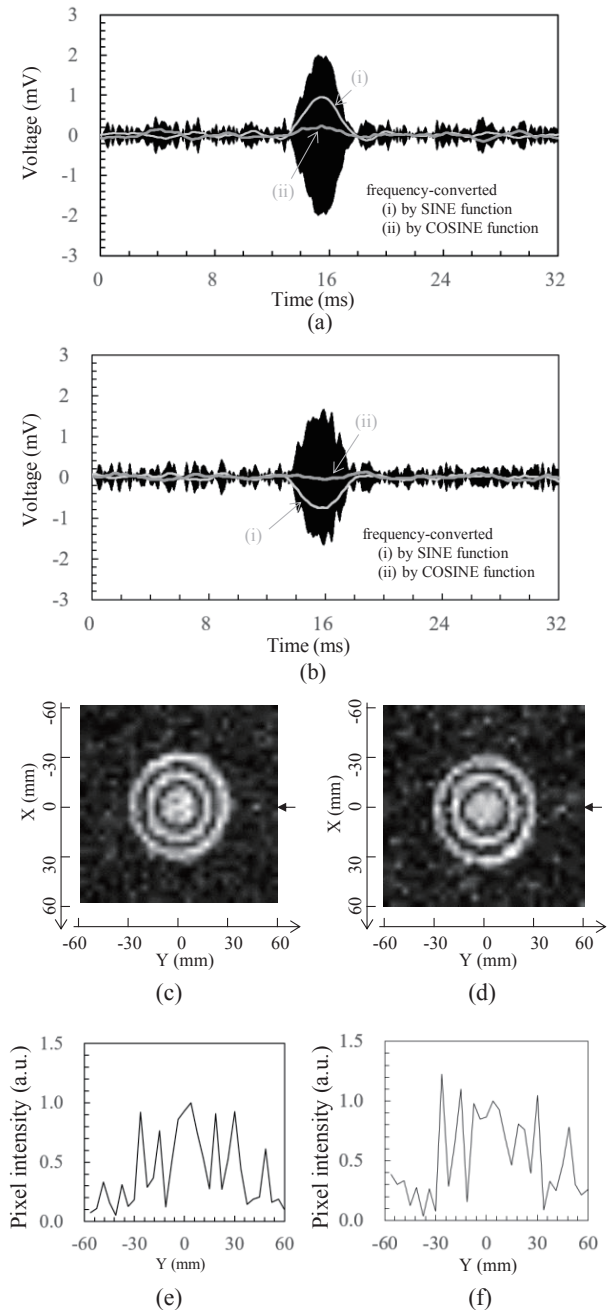 3
2
1
0
-1
-2
-3
Voltage (mV)
(i)
(ii)
frequency-converted
(i) by SINE function
(ii) by COSINE function
0 8 16 24 32
Time (ms)
(a)
3
2
1
0
-1
-2
-3
Voltage (mV)
(ii)
(i)
frequency-converted
(i) by SINE function
(ii) by COSINE function
0 8 16 24 32
Time (ms)
(b)
-60
-30
0
30
60
X (mm)
-60 -30 0 30 60
Y (mm)
(c)
-60
-30
0
30
60
X (mm)
-60 -30 0 30 60
Y (mm)
(d)
1.5
1.0
0.5
0.0
Pixel intensity (a.u.)
-60 -30 0 30 60
Y (mm)
(e)
1.5
1.0
0.5
0.0
Pixel intensity (a.u.)
-60 -30 0 30 60
Y (mm)
(f)